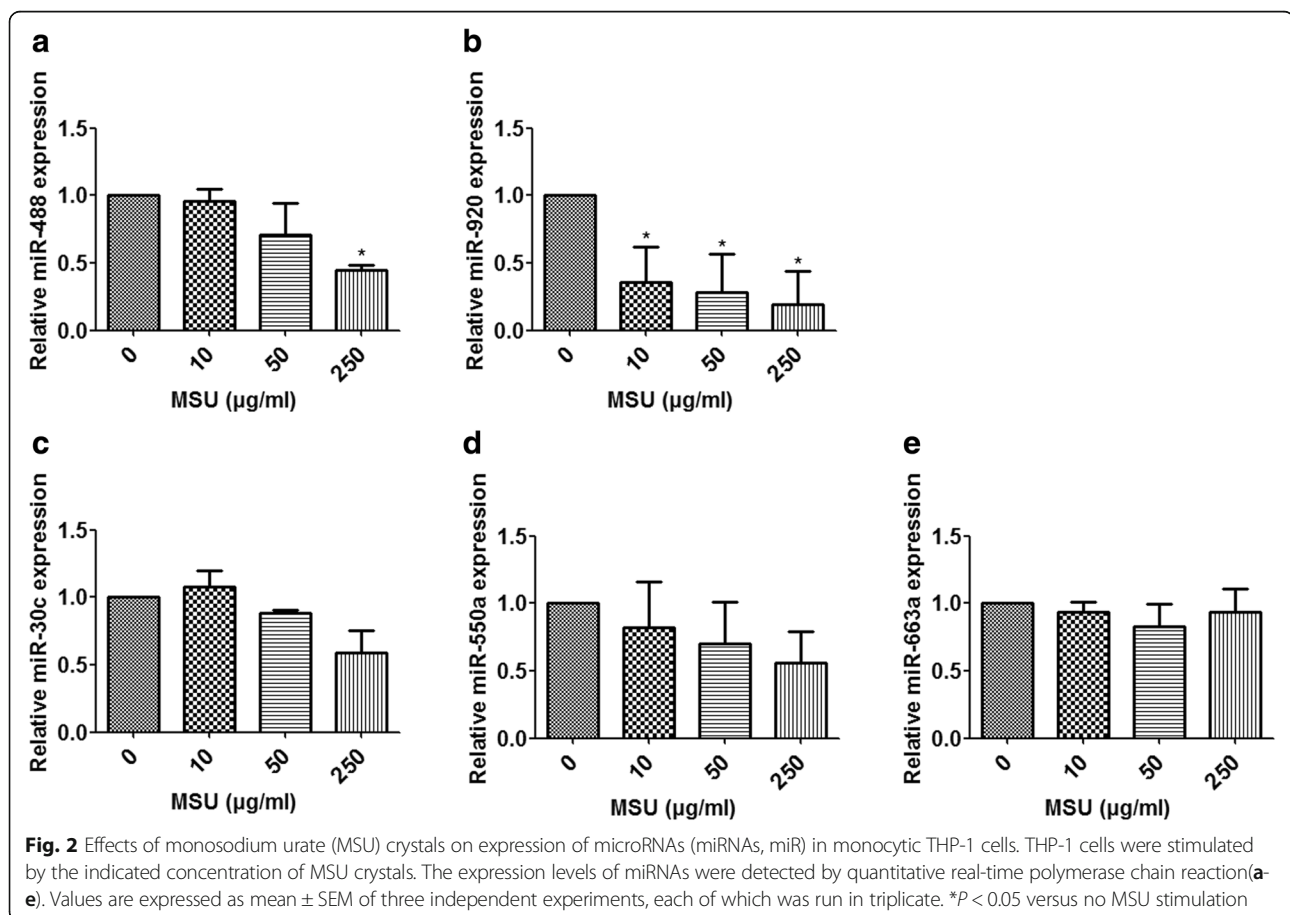 a
Relative miR-488 expression
1.5
1.0
0.5
0.0
*
0
10
50
250
MSU (µg/ml)
b
Relative miR-920 expression
1.5
1.0
0.5
0.0
*
*
*
0
10
50
250
MSU (µg/ml)
c
Relative miR-30c expression
1.5
1.0
0.5
0.0
0
10
50
250
MSU (µg/ml)
d
Relative miR-550a expression
1.5
1.0
0.5
0.0
0
10
50
250
MSU (µg/ml)
e
Relative miR-663a expression
1.5
1.0
0.5
0.0
0
10
50
250
MSU (µg/ml)
Fig. 2 Effects of monosodium urate (MSU) crystals on expression of microRNAs (miRNAs, miR) in monocytic THP-1 cells. THP-1 cells were stimulated
by the indicated concentration of MSU crystals. The expression levels of miRNAs were detected by quantitative real-time polymerase chain reaction(a-
e). Values are expressed as mean ± SEM of three independent experiments, each of which was run in triplicate. *P < 0.05 versus no MSU stimulation